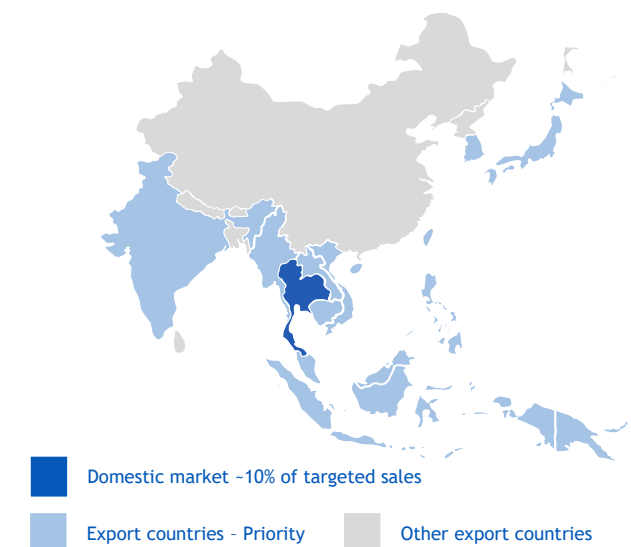 Domestic market ~10% of targeted sales
Export countries – Priority
Other export countries